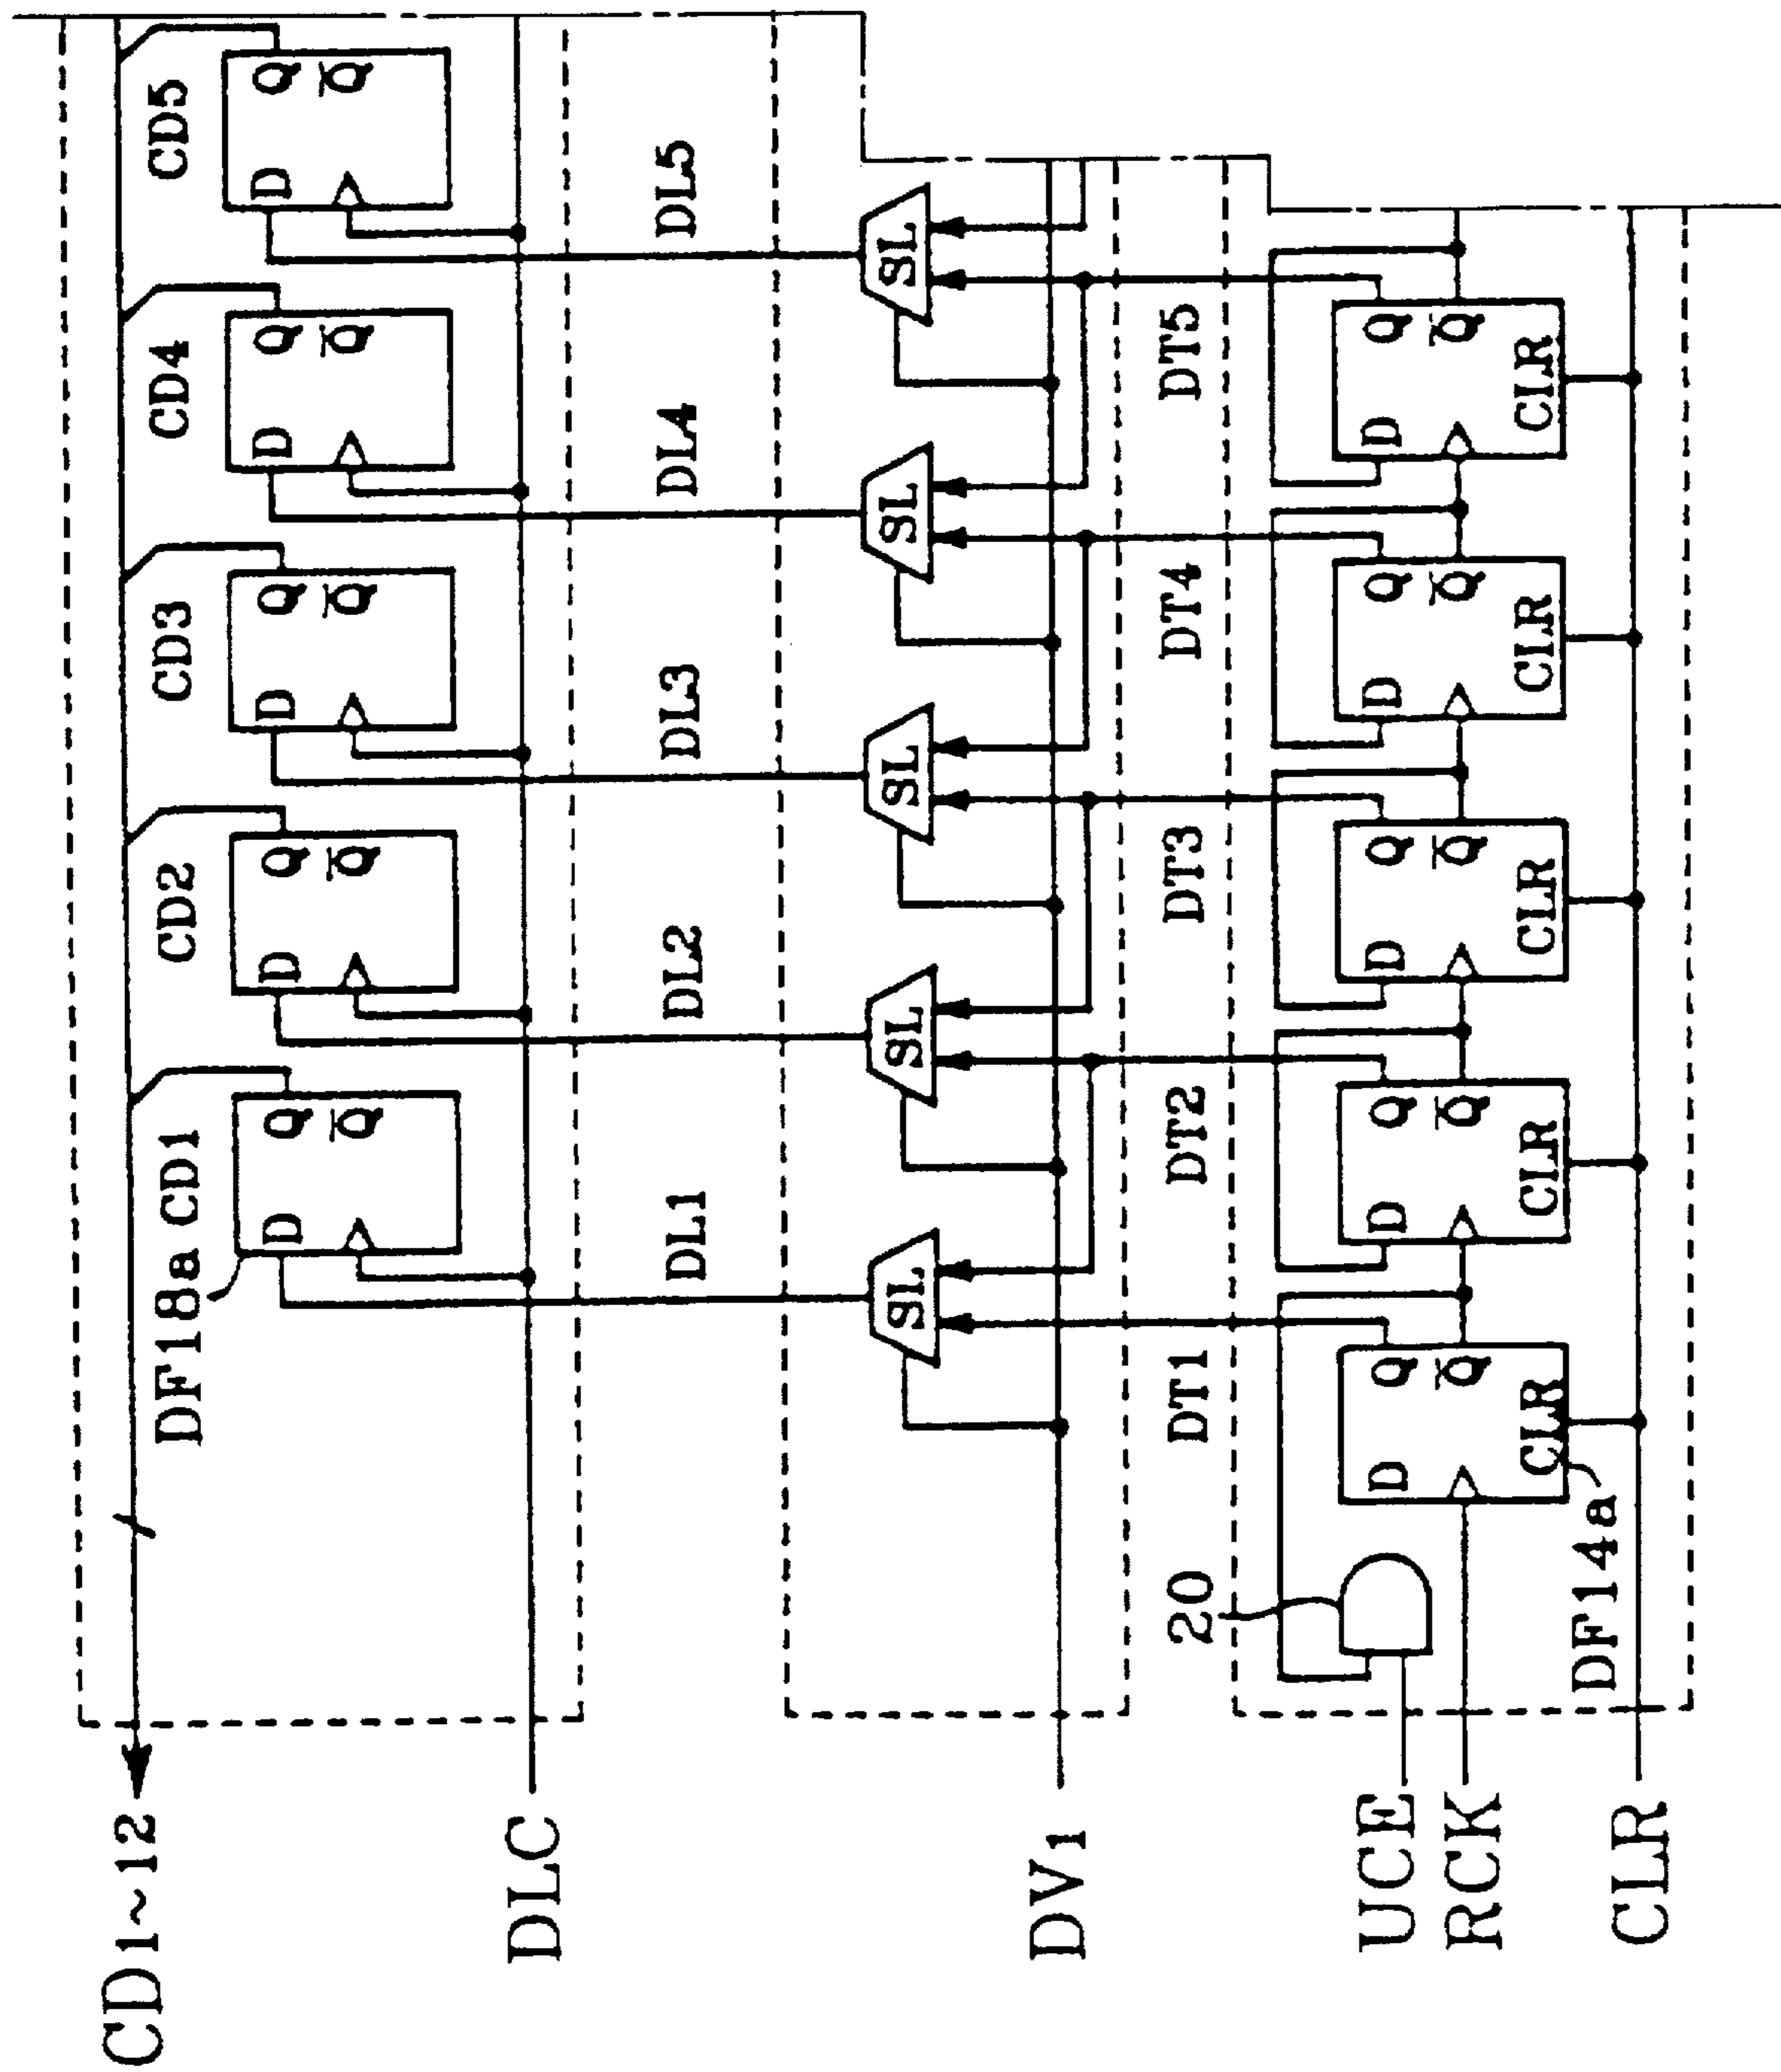 CD1~12
DF18a CD1
CD2
CD3
CD4
CD5
D Q Q̅
D Q Q̅
D Q Q̅
D Q Q̅
D Q Q̅
DLC
DL1
DL2
DL3
DL4
DL5
SL
SL
SL
SL
SL
DV1
DT1
DT2
DT3
DT4
DT5
20
UCE
RCK
D Q Q̅ CLR
D Q Q̅ CLR
D Q Q̅ CLR
D Q Q̅ CLR
D Q Q̅ CLR
DF14a
CLR